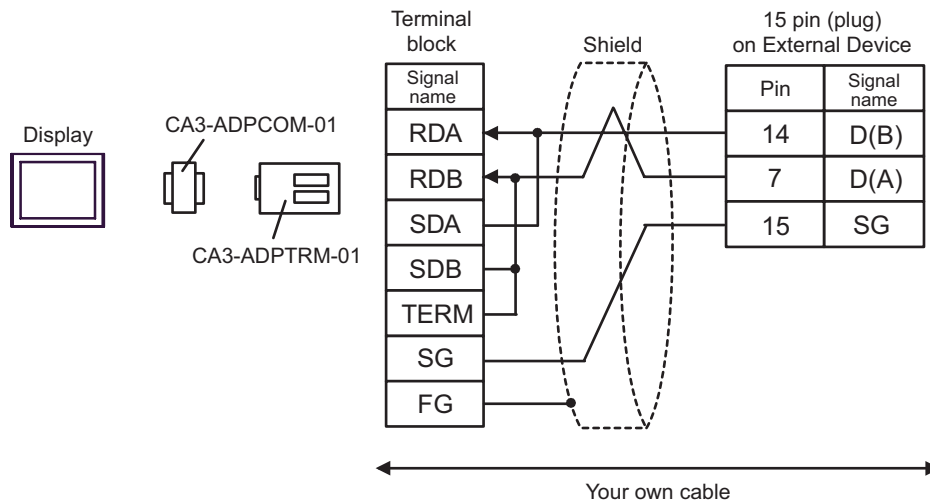 Terminal
block
Shield
15 pin (plug)
on External Device
Display
CA3-ADPCOM-01
CA3-ADPTRM-01
Signal
name
RDA
RDB
SDA
SDB
TERM
SG
FG
Pin
Signal
name
14
D(B)
7
D(A)
15
SG
Your own cable